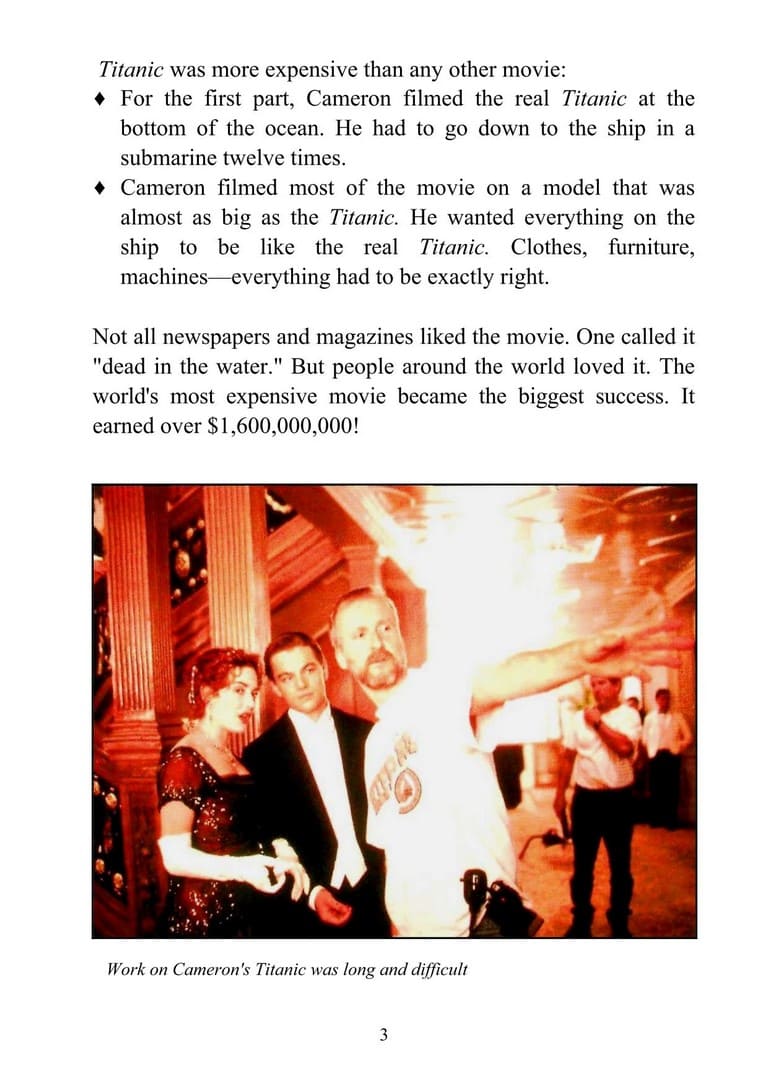 Titanic was more expensive than any other movie:
♦ For the first part, Cameron filmed the real Titanic at the
bottom of the ocean. He had to go down to the ship in a
submarine twelve times.
♦ Cameron filmed most of the movie on a model that was
almost as big as the Titanic. He wanted everything on the
ship to be like the real Titanic. Clothes, furniture,
machines—everything had to be exactly right.
Not all newspapers and magazines liked the movie. One called it
"dead in the water." But people around the world loved it. The
world's most expensive movie became the biggest success. It
earned over $1,600,000,000!
Work on Cameron's Titanic was long and difficult
3